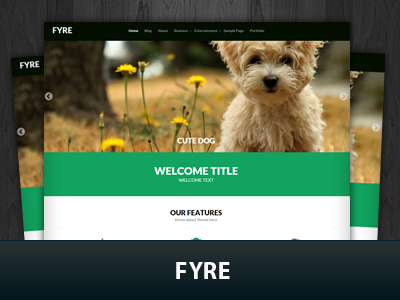 FYRE
Home Blog About Business Entertainment Sample Page Portfolio
FYRE
CUTE DOG
WELCOME TITLE
WELCOME TEXT
OUR FEATURES
FYRE